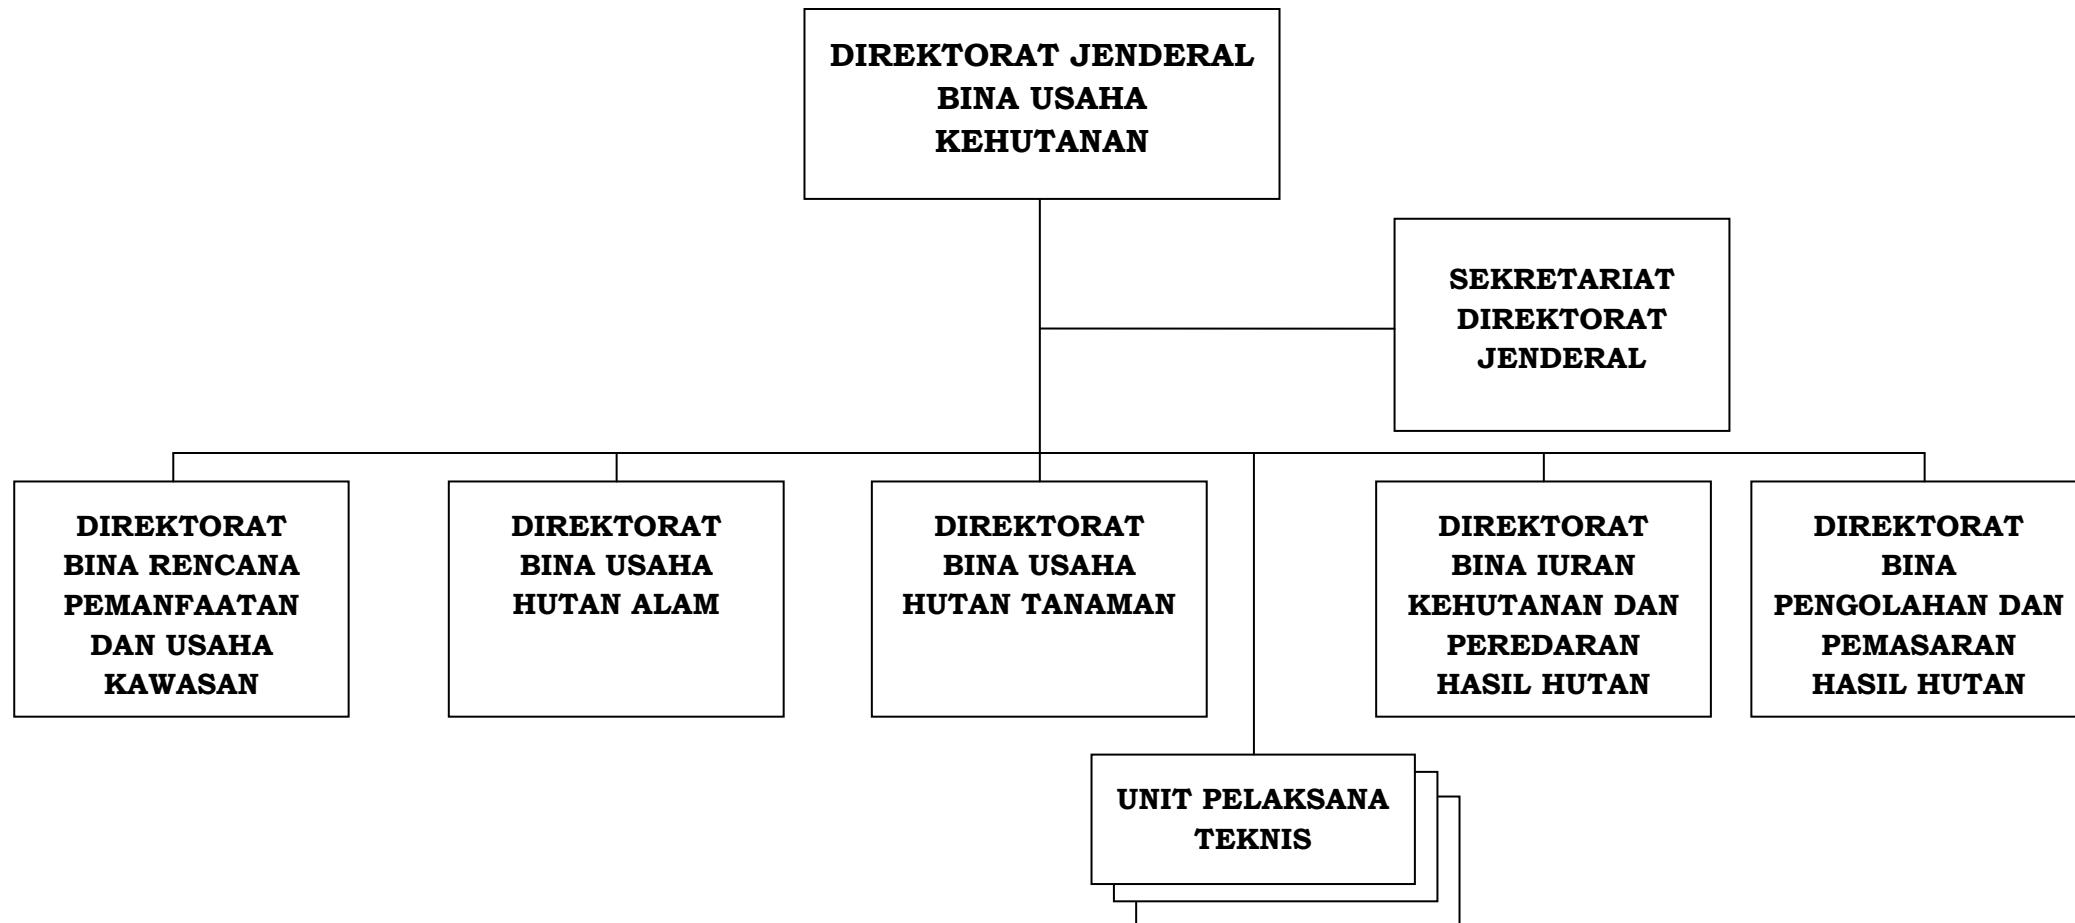 DIREKTORAT JENDERAL
BINA USAHA
KEHUTANAN
SEKRETARIAT
DIREKTORAT
JENDERAL
DIREKTORAT
BINA RENCANA
PEMANFAATAN
DAN USAHA
KAWASAN
DIREKTORAT
BINA USAHA
HUTAN ALAM
DIREKTORAT
BINA USAHA
HUTAN TANAMAN
DIREKTORAT
BINA IURAN
KEHUTANAN DAN
PEREDARAN
HASIL HUTAN
DIREKTORAT
BINA
PENGOLAHAN DAN
PEMASARAN
HASIL HUTAN
UNIT PELAKSANA
TEKNIS